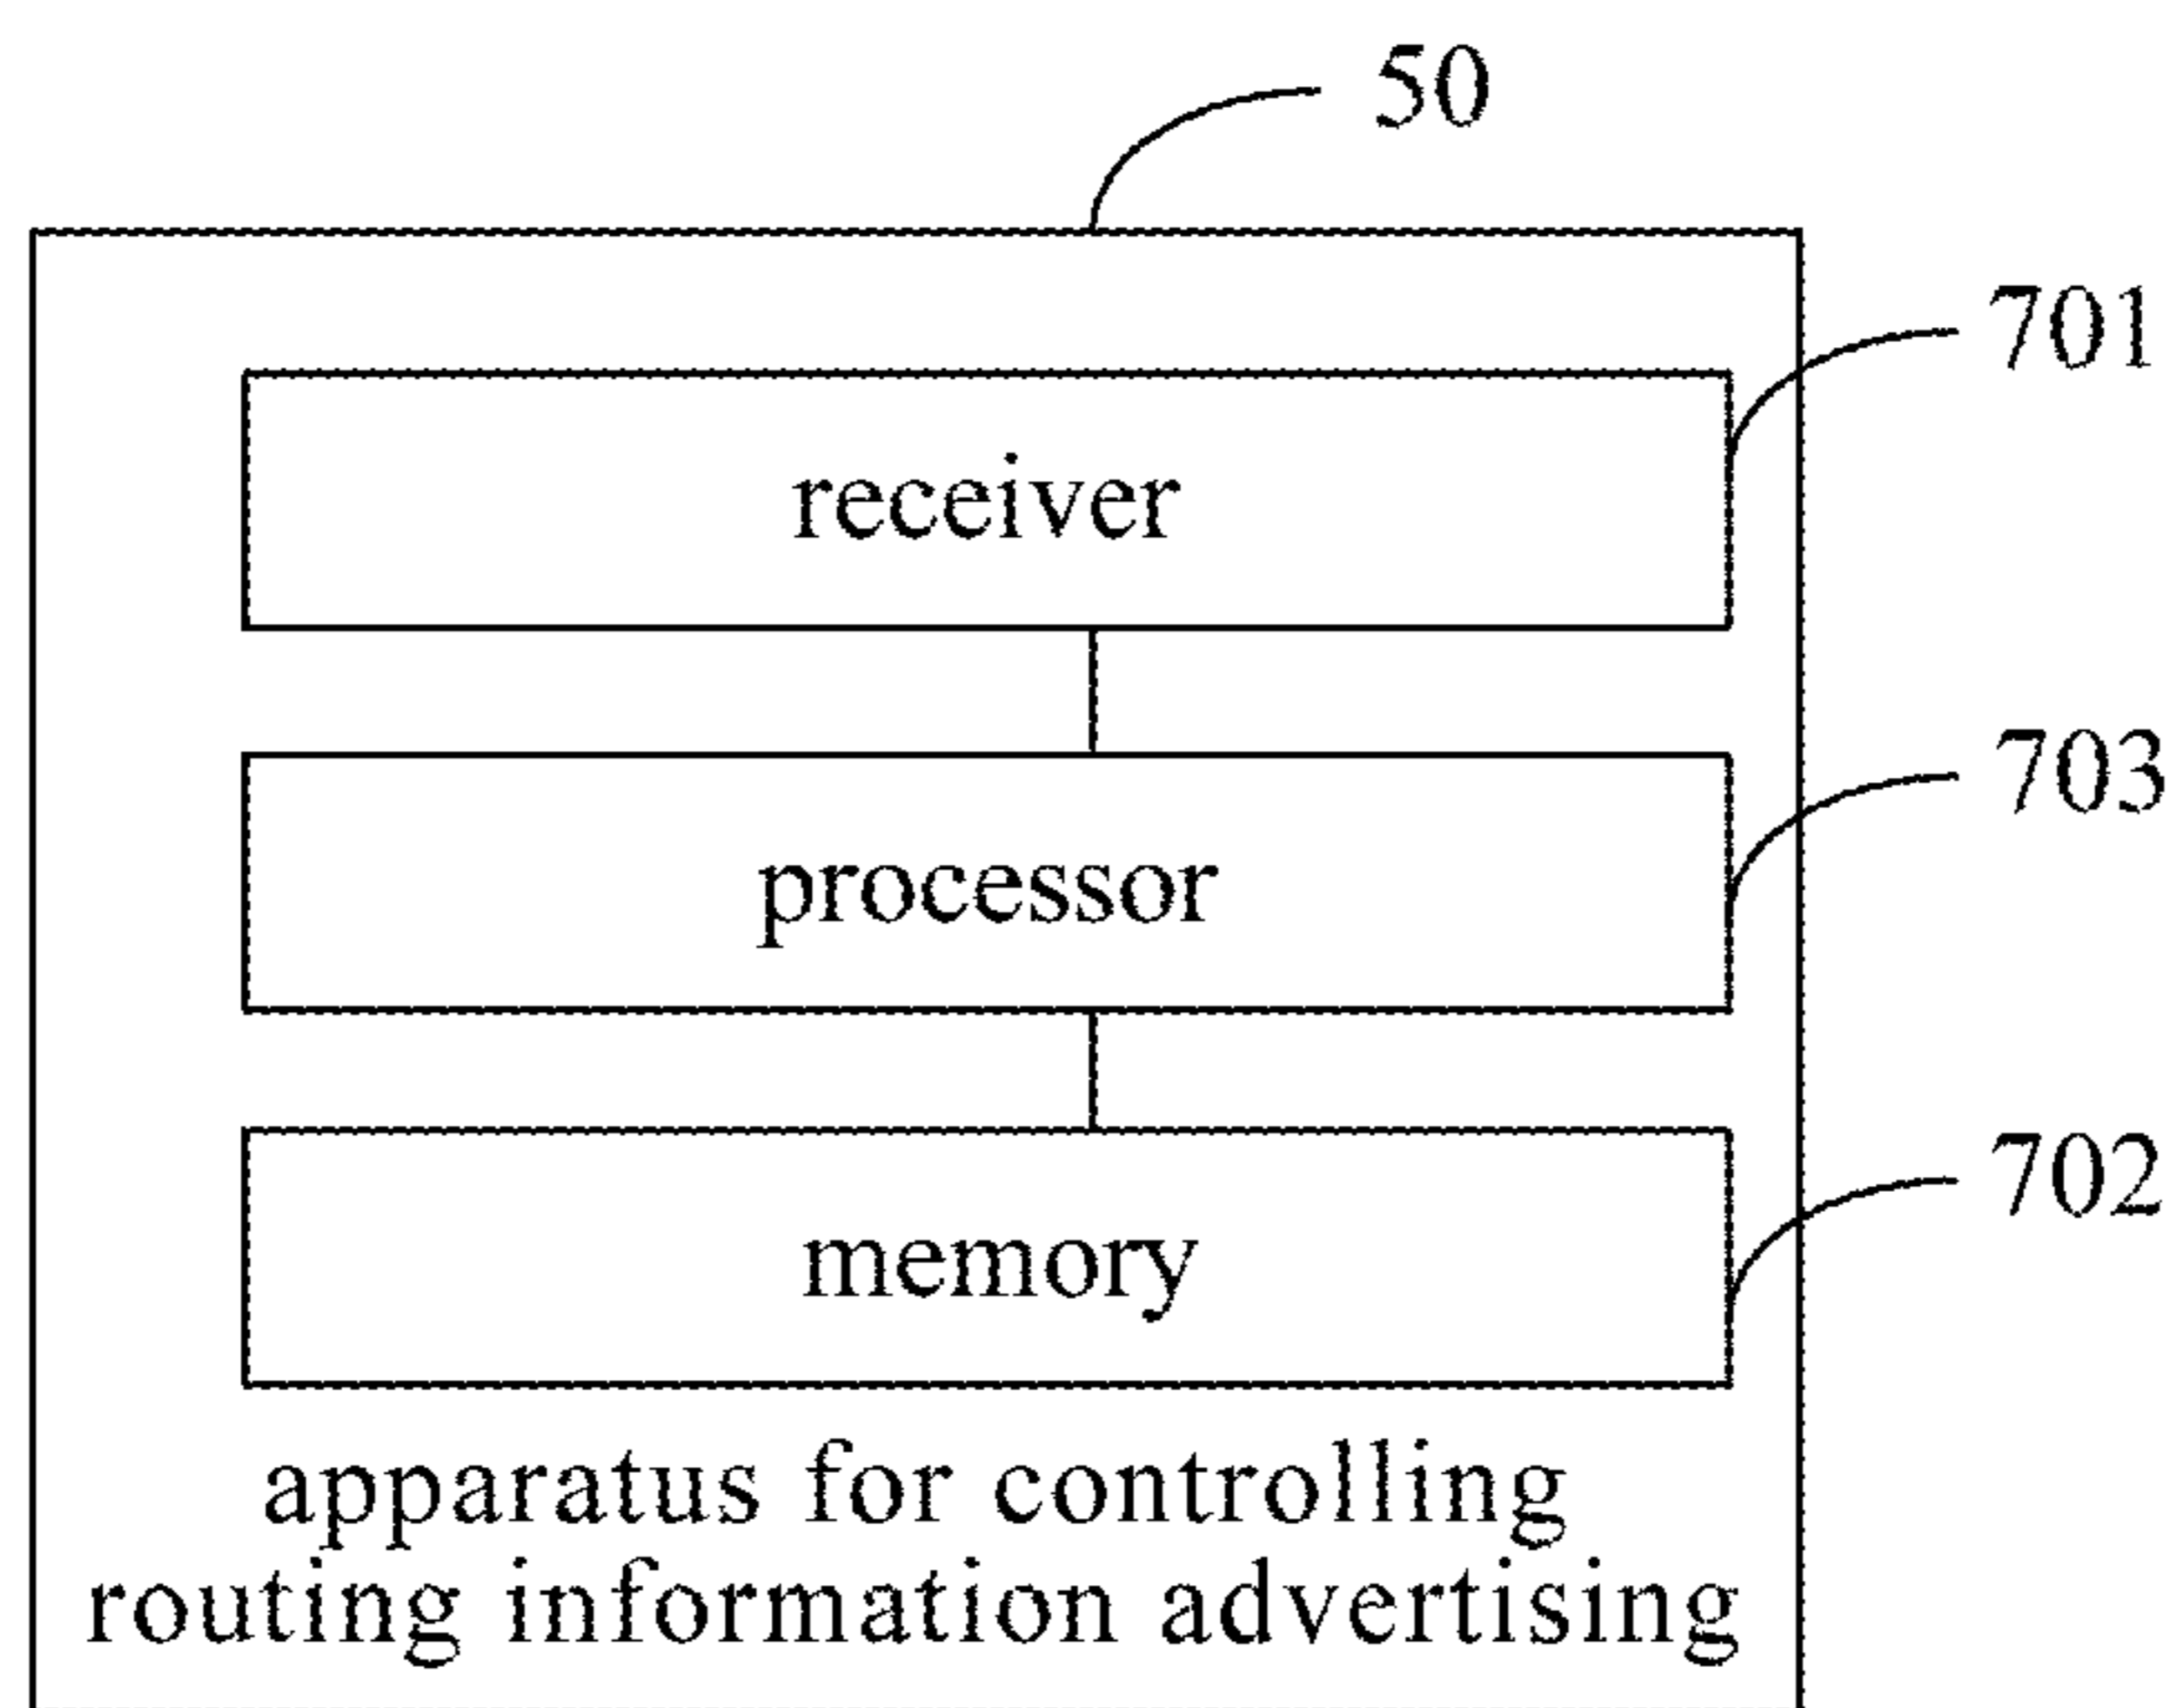 50
701
receiver
703
processor
702
memory
apparatus for controlling
routing information advertising